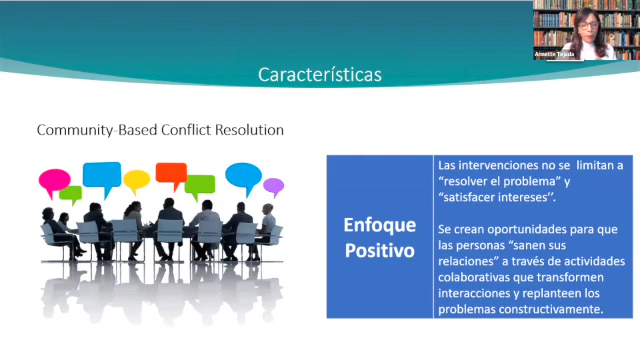 Annette Tejeda
Características
Community-Based Conflict Resolution
Enfoque
Positivo
Las intervenciones no se limitan a
“resolver el problema” y
“satisfacer intereses’’.
Se crean oportunidades para que
las personas “sanen sus
relaciones” a través de actividades
colaborativas que transformen
interacciones y replanteen los
problemas constructivamente.